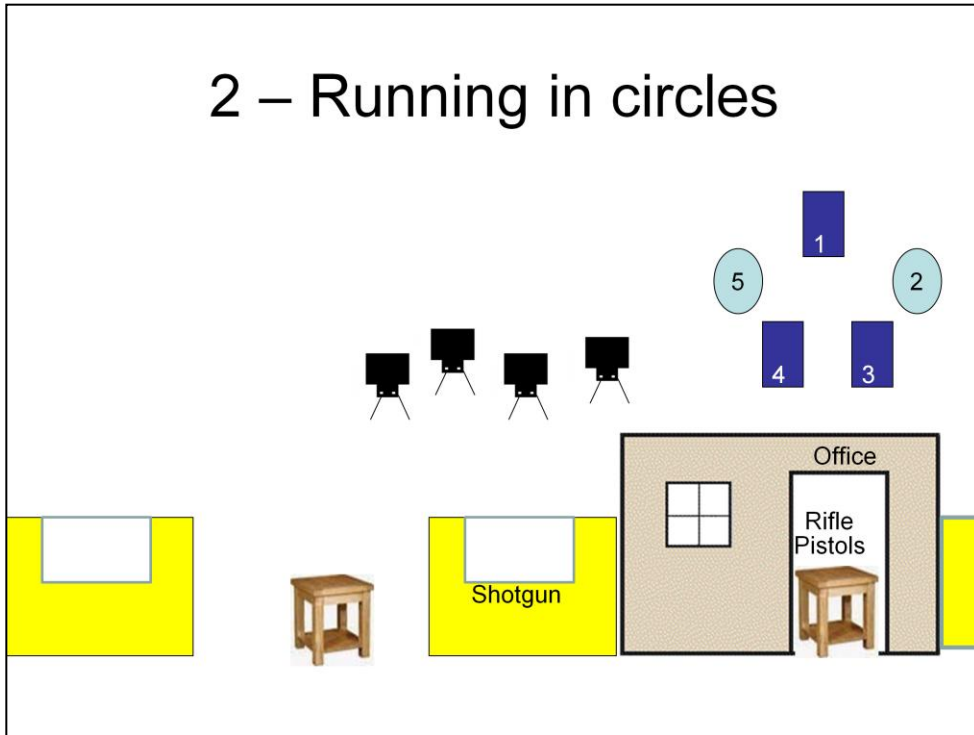 2 – Running in circles
1
5
2
4
3
Office
Rifle
Pistols
Shotgun